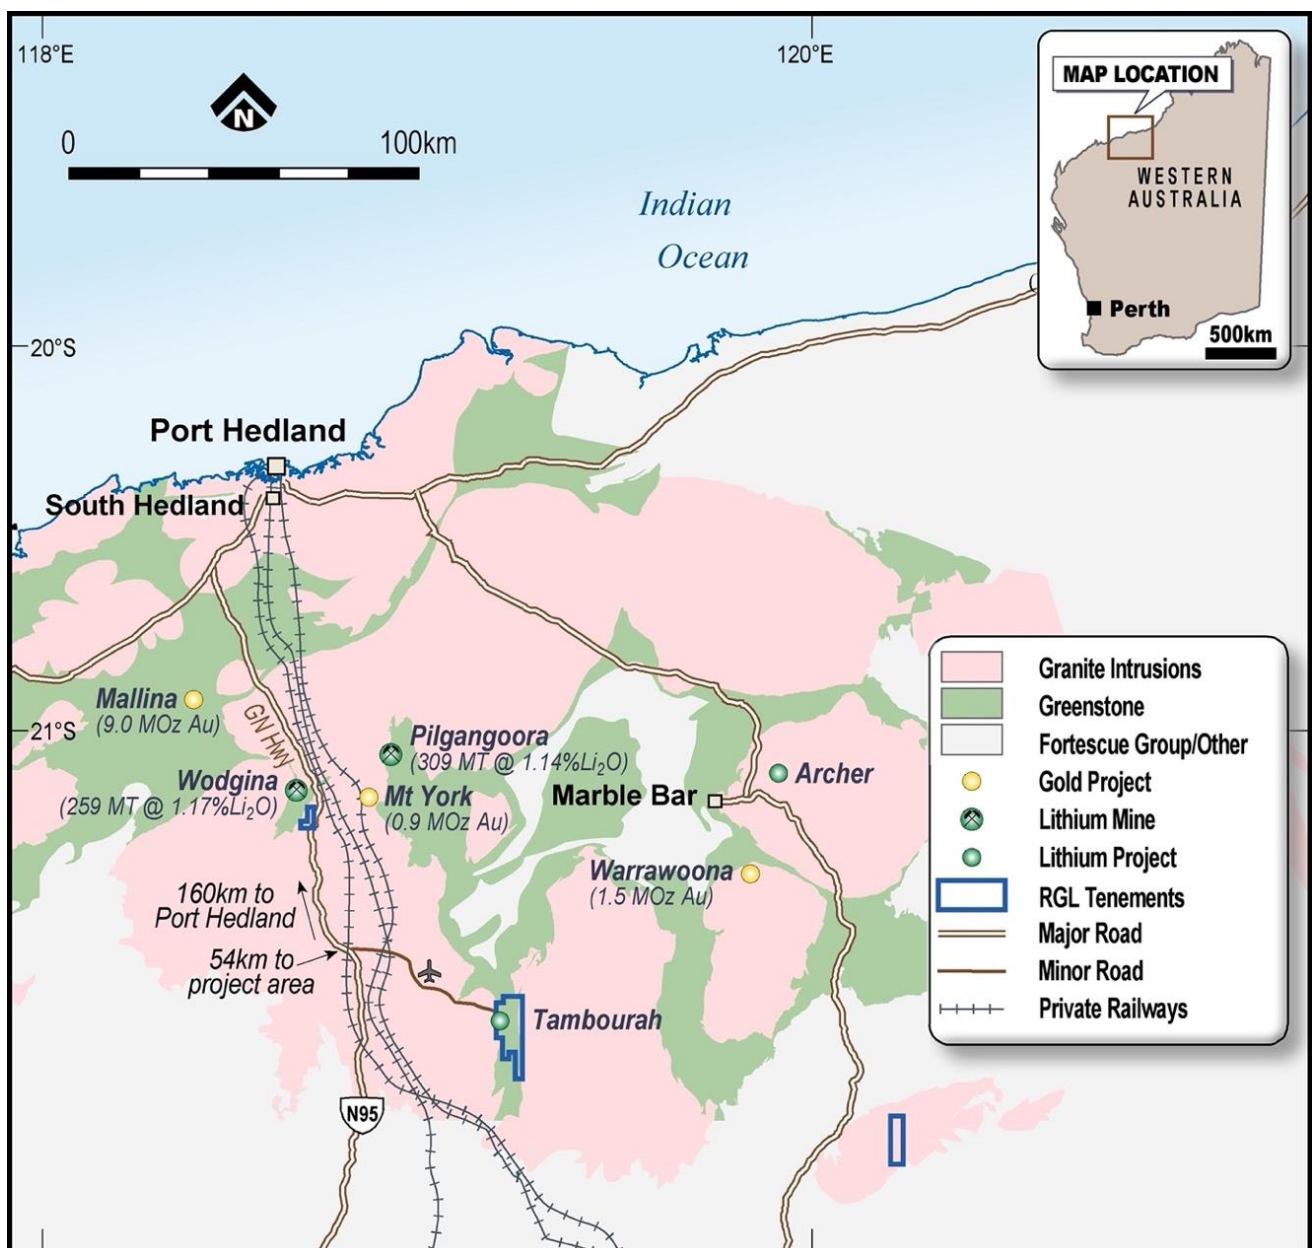 118°E
120°E
N
0
100km
MAP LOCATION
WESTERN
AUSTRALIA
Perth
500km
Indian
Ocean
20°S
Port Hedland
South Hedland
Mallina
(9.0 MOz Au)
GN Hwy
21°S
Pilgangoora
(309 MT @ 1.14%Li₂O)
Wodgina
(259 MT @ 1.17%Li₂O)
Mt York
(0.9 MOz Au)
Marble Bar
Archer
Warrawoona
(1.5 MOz Au)
160km to
Port Hedland
54km to
project area
Tambourah
N95
Granite Intrusions
Greenstone
Fortescue Group/Other
Gold Project
Lithium Mine
Lithium Project
RGL Tenements
Major Road
Minor Road
Private Railways